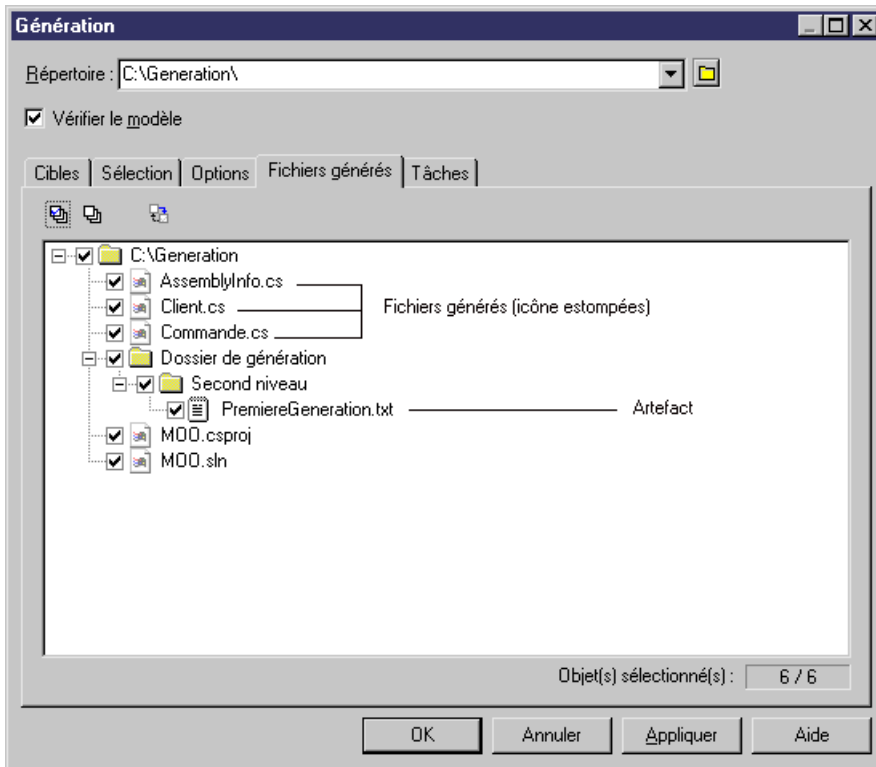 Génération
Répertoire : C:\Generation\
Vérifier le modèle
Cibles Sélection Options Fichiers générés Tâches
C:\Generation
AssemblyInfo.cs
Client.cs Fichiers générés (icône estompées)
Commande.cs
Dossier de génération
Second niveau
PremiereGeneration.txt Artefact
MOO.csproj
MOO.sln
Objet(s) sélectionné(s) : 6 / 6
OK Annuler Appliquer Aide